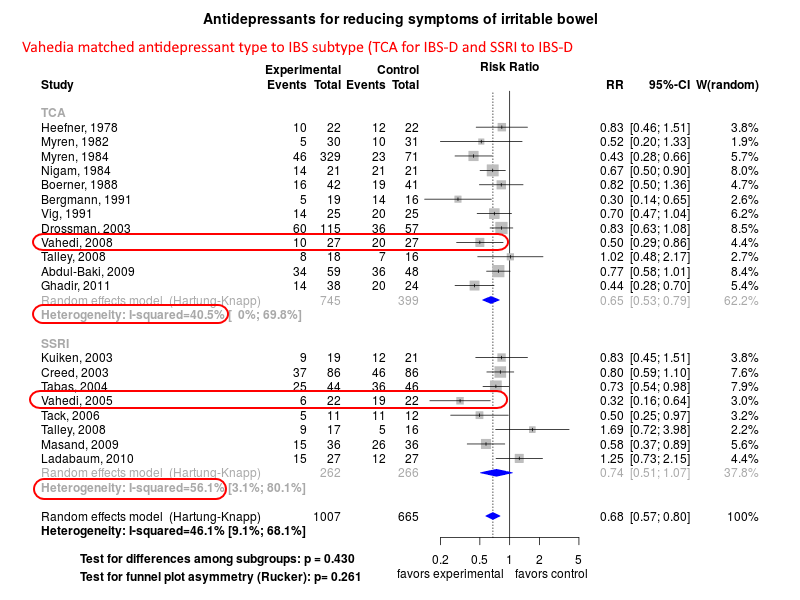 Antidepressants for reducing symptoms of irritable bowel
Vahedia matched antidepressant type to IBS subtype (TCA for IBS-D and SSRI to IBS-D
Experimental Control Risk Ratio
Study Events Total Events Total RR 95%-CI W(random)
TCA
Heefner, 1978 10 22 12 22 0.83 [0.46; 1.51] 3.8%
Myren, 1982 5 30 10 31 0.52 [0.20; 1.33] 1.9%
Myren, 1984 46 329 23 71 0.43 [0.28; 0.66] 5.7%
Nigam, 1984 14 21 21 21 0.67 [0.50; 0.90] 8.0%
Boerner, 1988 16 42 19 41 0.82 [0.50; 1.36] 4.7%
Bergmann, 1991 5 19 14 16 0.30 [0.14; 0.65] 2.6%
Vig, 1991 14 25 20 25 0.70 [0.47; 1.04] 6.2%
Drossman, 2003 60 115 36 57 0.83 [0.63; 1.08] 8.5%
Vahedi, 2008 10 27 20 27 0.50 [0.29; 0.86] 4.4%
Talley, 2008 8 18 7 16 1.02 [0.48; 2.17] 2.7%
Abdul-Baki, 2009 34 59 36 48 0.77 [0.58; 1.01] 8.4%
Ghadir, 2011 14 38 20 24 0.44 [0.28; 0.70] 5.4%
Random effects model (Hartung-Knapp) 745 399 0.65 [0.53; 0.79] 62.2%
Heterogeneity: I-squared=40.5% [ 0%; 69.8%]
SSRI
Kuiken, 2003 9 19 12 21 0.83 [0.45; 1.51] 3.8%
Creed, 2003 37 86 46 86 0.80 [0.59; 1.10] 7.6%
Tabas, 2004 25 44 36 46 0.73 [0.54; 0.98] 7.9%
Vahedi, 2005 6 22 19 22 0.32 [0.16; 0.64] 3.0%
Tack, 2006 5 11 11 12 0.50 [0.25; 0.97] 3.2%
Talley, 2008 9 17 5 16 1.69 [0.72; 3.98] 2.2%
Masand, 2009 15 36 26 36 0.58 [0.37; 0.89] 5.6%
Ladabaum, 2010 15 27 12 27 1.25 [0.73; 2.15] 4.4%
Random effects model (Hartung-Knapp) 262 266 0.74 [0.51; 1.07] 37.8%
Heterogeneity: I-squared=56.1% [3.1%; 80.1%]
Random effects model (Hartung-Knapp) 1007 665 0.68 [0.57; 0.80] 100%
Heterogeneity: I-squared=46.1% [9.1%; 68.1%]
Test for differences among subgroups: p = 0.430
0.2 0.5 1 2 5
Test for funnel plot asymmetry (Rucker): p= 0.261
favors experimental favors control